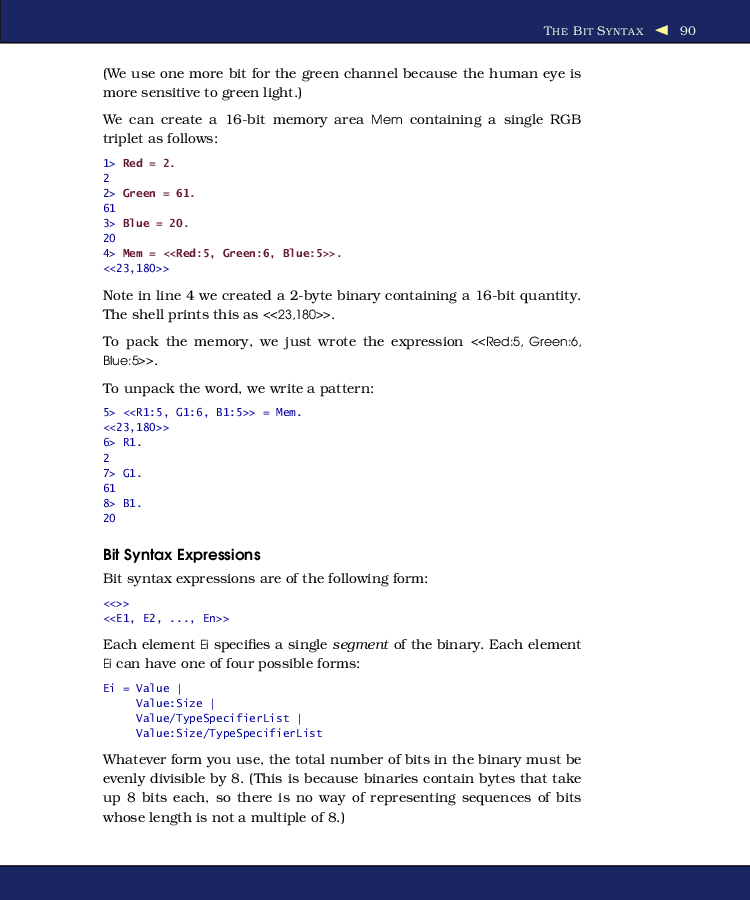 The Bit Syntax ◀ 90
(We use one more bit for the green channel because the human eye is
more sensitive to green light.)
We can create a 16-bit memory area Mem containing a single RGB
triplet as follows:
1> Red = 2.
2
2> Green = 61.
61
3> Blue = 20.
20
4> Mem = <<Red:5, Green:6, Blue:5>>.
<<23,180>>
Note in line 4 we created a 2-byte binary containing a 16-bit quantity.
The shell prints this as <<23,180>>.
To pack the memory, we just wrote the expression <<Red:5, Green:6,
Blue:5>>.
To unpack the word, we write a pattern:
5> <<R1:5, G1:6, B1:5>> = Mem.
<<23,180>>
6> R1.
2
7> G1.
61
8> B1.
20
Bit Syntax Expressions
Bit syntax expressions are of the following form:
<<>>
<<E1, E2, ..., En>>
Each element Ei specifies a single segment of the binary. Each element
Ei can have one of four possible forms:
Ei = Value |
Value:Size |
Value/TypeSpecifierList |
Value:Size/TypeSpecifierList
Whatever form you use, the total number of bits in the binary must be
evenly divisible by 8. (This is because binaries contain bytes that take
up 8 bits each, so there is no way of representing sequences of bits
whose length is not a multiple of 8.)